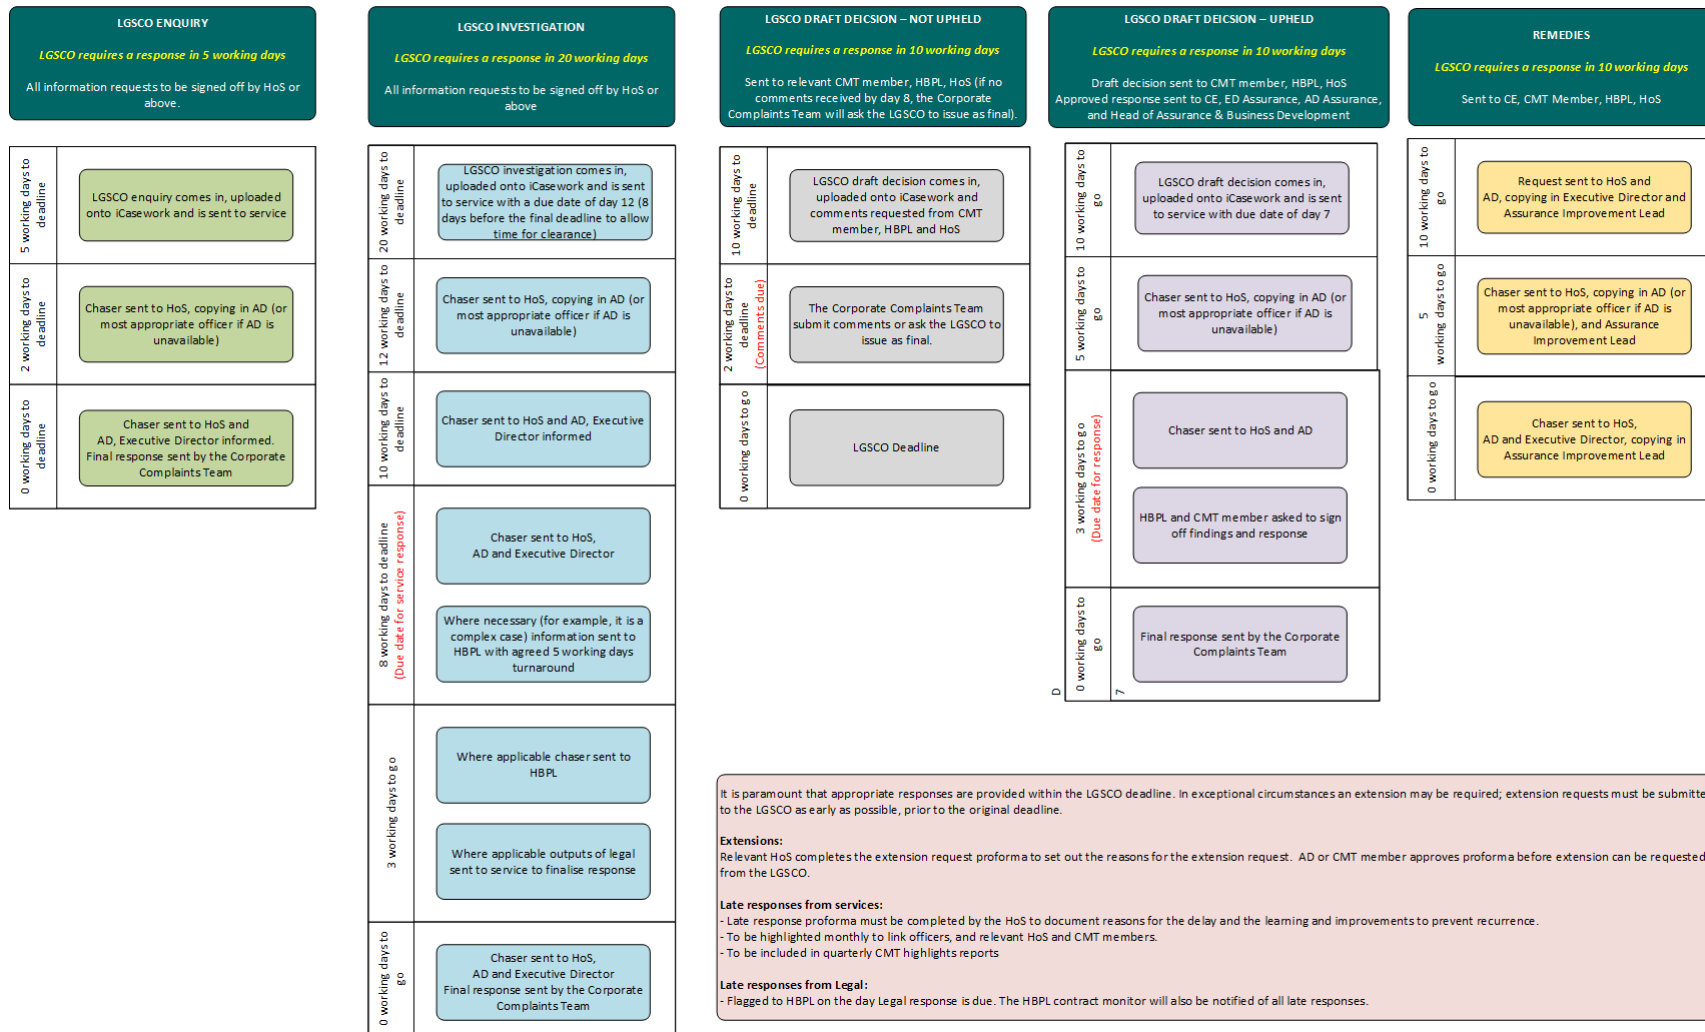 LGSCO ENQUIRY
LGSCO requires a response in 5 working days
All information requests to be signed off by HoS or
above.
5 working days to
deadline
LGSCO enquiry comes in, uploaded
onto iCasework and is sent to service
2 working days to
deadline
Chaser sent to HoS, copying in AD (or
most appropriate officer if AD is
unavailable)
0 working days to
deadline
Chaser sent to HoS and
AD, Executive Director informed.
Final response sent by the Corporate
Complaints Team
LGSCO INVESTIGATION
LGSCO requires a response in 20 working days
All information requests to be signed off by HoS or
above
20 working days to
deadline
LGSCO investigation comes in,
uploaded onto iCasework and is sent
to service with a due date of day 12 (8
days before the final deadline to allow
time for clearance)
12 working days to
deadline
Chaser sent to HoS, copying in AD (or
most appropriate officer if AD is
unavailable)
10 working days to
deadline
Chaser sent to HoS and AD, Executive
Director informed
8 working days to deadline
(Due date for service response)
Chaser sent to HoS,
AD and Executive Director
Where necessary (for example, it is a
complex case) information sent to
HBPL with agreed 5 working days
turnaround
3 working days to go
Where applicable chaser sent to
HBPL
Where applicable outputs of legal
sent to service to finalise response
0 working days to
go
Chaser sent to HoS,
AD and Executive Director
Final response sent by the Corporate
Complaints Team
LGSCO DRAFT DEICSION – NOT UPHELD
LGSCO requires a response in 10 working days
Sent to relevant CMT member, HBPL, HoS (if no
comments received by day 8, the Corporate
Complaints Team will ask the LGSCO to issue as final).
10 working days to
deadline
LGSCO draft decision comes in,
uploaded onto iCasework and
comments requested from CMT
member, HBPL and HoS
2 working days to
deadline
(Comments due)
The Corporate Complaints Team
submit comments or ask the LGSCO to
issue as final.
0 working days to go
LGSCO Deadline
LGSCO DRAFT DEICSION – UPHELD
LGSCO requires a response in 10 working days
Draft decision sent to CMT member, HBPL, HoS
Approved response sent to CE, ED Assurance, AD Assurance,
and Head of Assurance & Business Development
10 working days to
go
LGSCO draft decision comes in,
uploaded onto iCasework and is sent
to service with due date of day 7
5 working days to
go
Chaser sent to HoS, copying in AD (or
most appropriate officer if AD is
unavailable)
3 working days to go
(Due date for response)
Chaser sent to HoS and AD
HBPL and CMT member asked to sign
off findings and response
0 working days to
go
Final response sent by the Corporate
Complaints Team
D
7
REMEDIES
LGSCO requires a response in 10 working days
Sent to CE, CMT Member, HBPL, HoS
10 working days to
go
Request sent to HoS and
AD, copying in Executive Director and
Assurance Improvement Lead
5
working days to go
Chaser sent to HoS, copying in AD (or
most appropriate officer if AD is
unavailable), and Assurance
Improvement Lead
0 working days to go
Chaser sent to HoS,
AD and Executive Director, copying in
Assurance Improvement Lead
It is paramount that appropriate responses are provided within the LGSCO deadline. In exceptional circumstances an extension may be required; extension requests must be submitte
to the LGSCO as early as possible, prior to the original deadline.
Extensions:
Relevant HoS completes the extension request proforma to set out the reasons for the extension request. AD or CMT member approves proforma before extension can be requested
from the LGSCO.
Late responses from services:
- Late response proforma must be completed by the HoS to document reasons for the delay and the learning and improvements to prevent recurrence.
- To be highlighted monthly to link officers, and relevant HoS and CMT members.
- To be included in quarterly CMT highlights reports
Late responses from Legal:
- Flagged to HBPL on the day Legal response is due. The HBPL contract monitor will also be notified of all late responses.